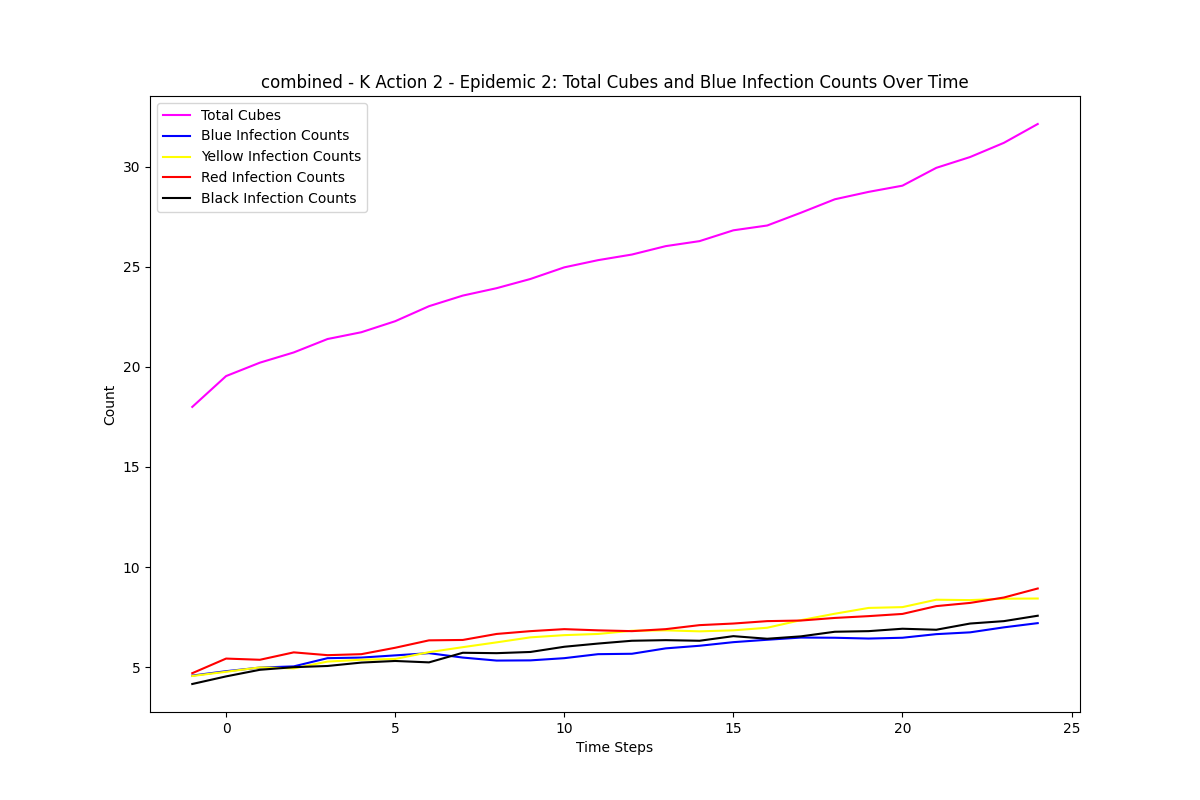 combined - K Action 2 - Epidemic 2: Total Cubes and Blue Infection Counts Over Time
Total Cubes
Blue Infection Counts
Yellow Infection Counts
Red Infection Counts
Black Infection Counts
30
25
20
15
10
5
Count
0 5 10 15 20 25
Time Steps